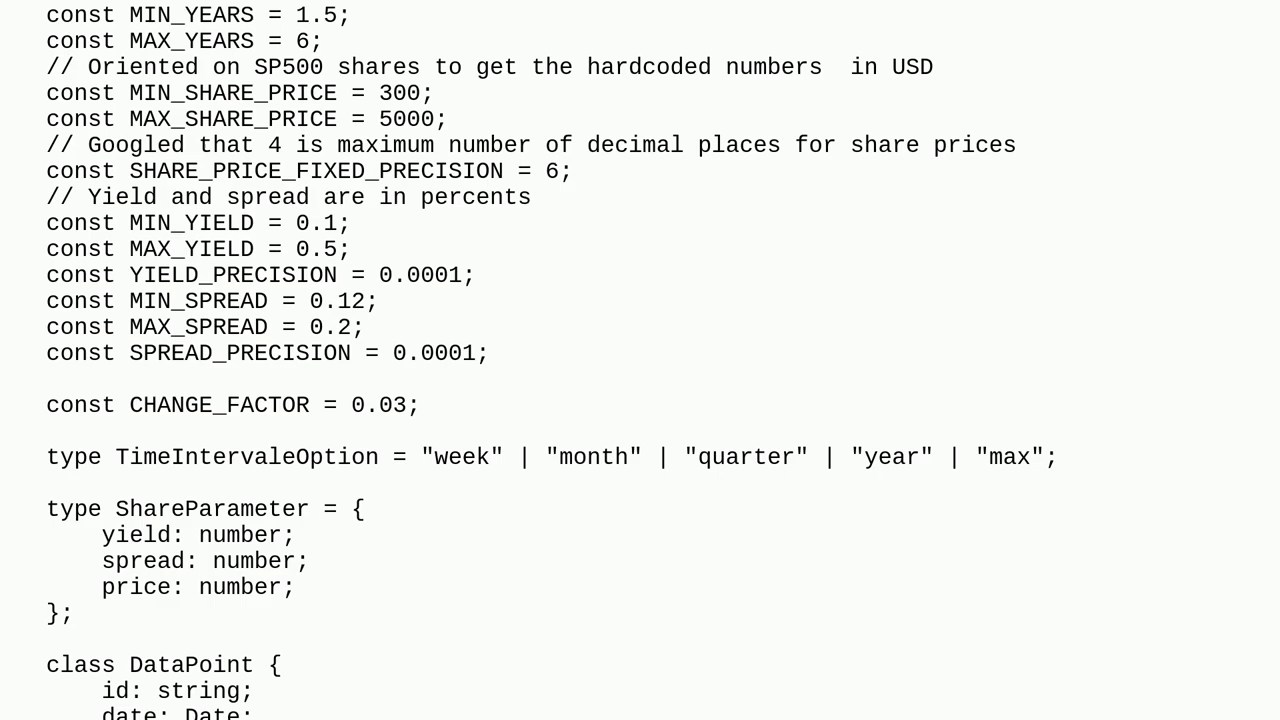 const MIN_YEARS = 1.5;
const MAX_YEARS = 6;
// Oriented on SP500 shares to get the hardcoded numbers  in USD
const MIN_SHARE_PRICE = 300;
const MAX_SHARE_PRICE = 5000;
// Googled that 4 is maximum number of decimal places for share prices
const SHARE_PRICE_FIXED_PRECISION = 6;
// Yield and spread are in percents
const MIN_YIELD = 0.1;
const MAX_YIELD = 0.5;
const YIELD_PRECISION = 0.0001;
const MIN_SPREAD = 0.12;
const MAX_SPREAD = 0.2;
const SPREAD_PRECISION = 0.0001;

const CHANGE_FACTOR = 0.03;

type TimeIntervaleOption = "week" | "month" | "quarter" | "year" | "max";

type ShareParameter = {
    yield: number;
    spread: number;
    price: number;
};

class DataPoint {
    id: string;
    date: Date;